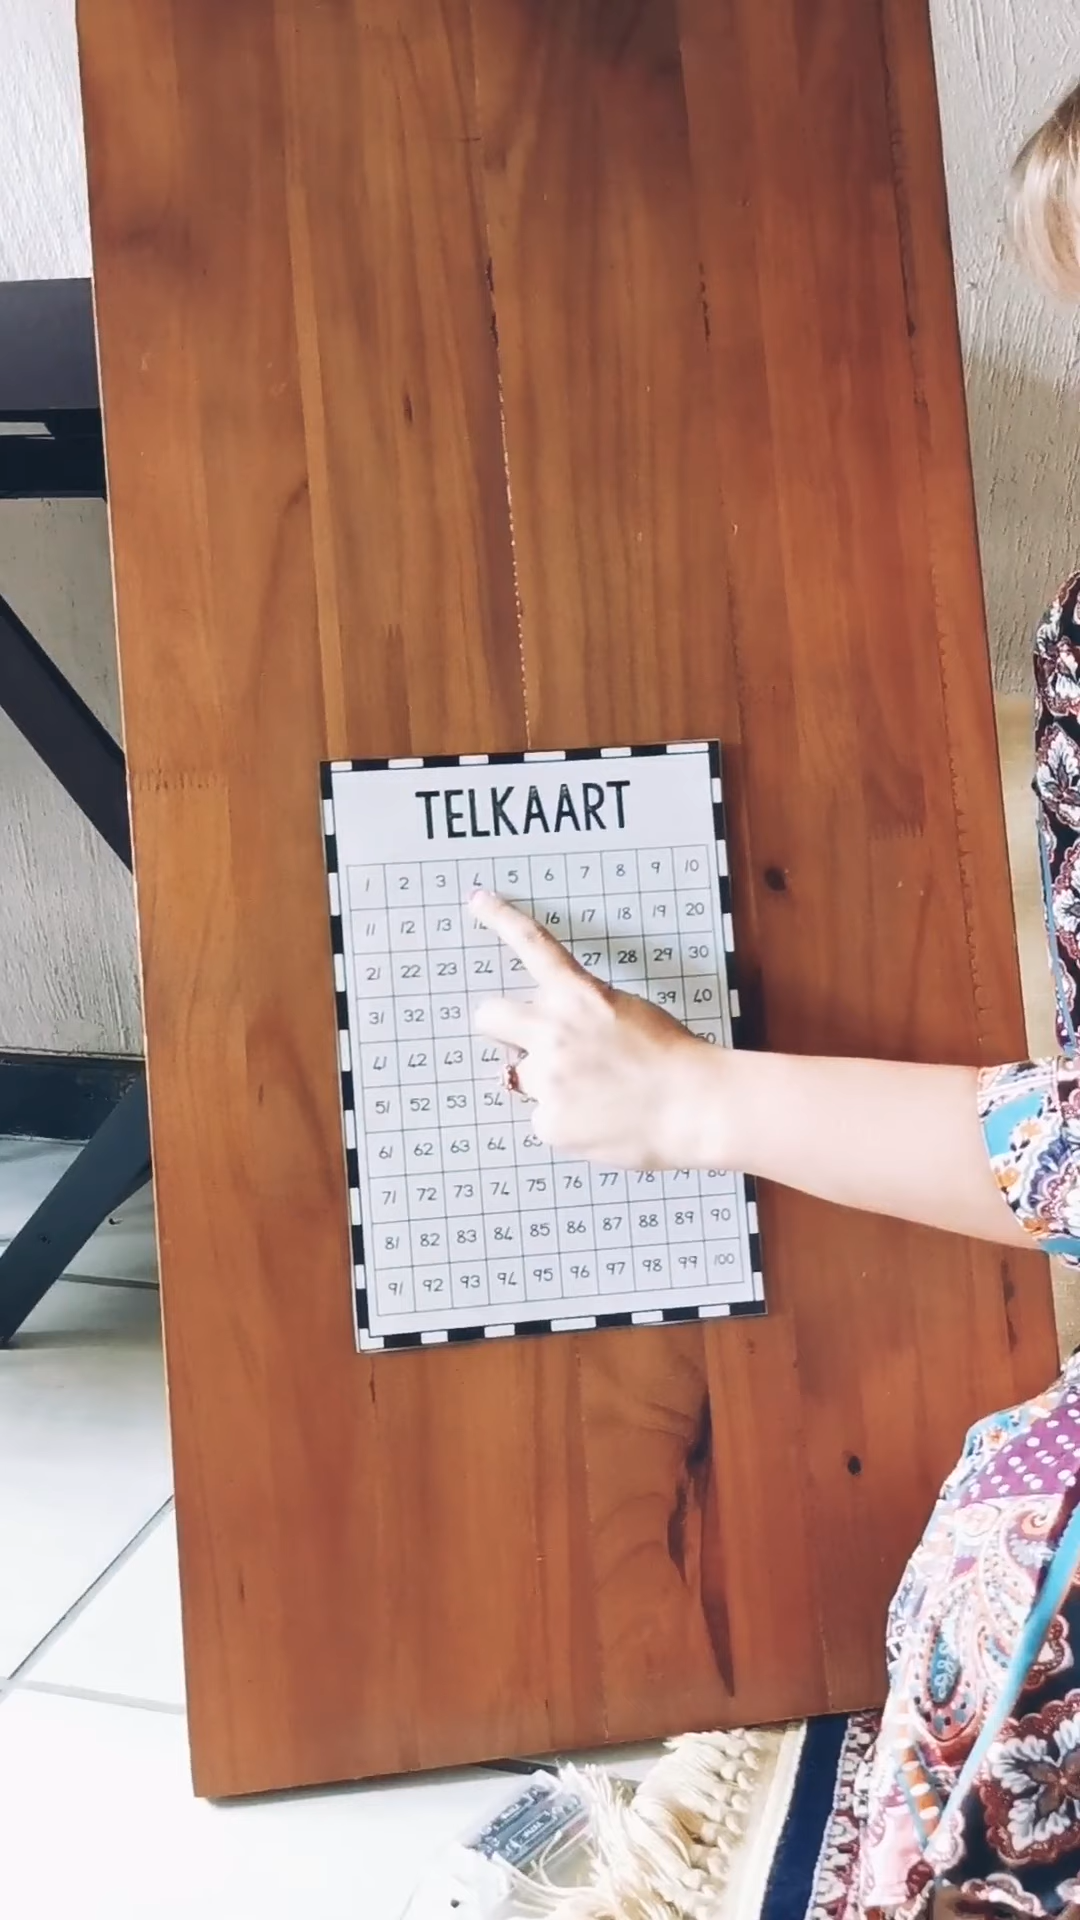 TELKAART
1 2 3 4 5 6 7 8 9 10
11 12 13 16 17 18 19 20
21 22 23 24 27 28 29 30
31 32 33 39 40
41 42 43 44
51 52 53 54
61 62 63 64 65
71 72 73 74 75 76 77 78 79 80
81 82 83 84 85 86 87 88 89 90
91 92 93 94 95 96 97 98 99 100